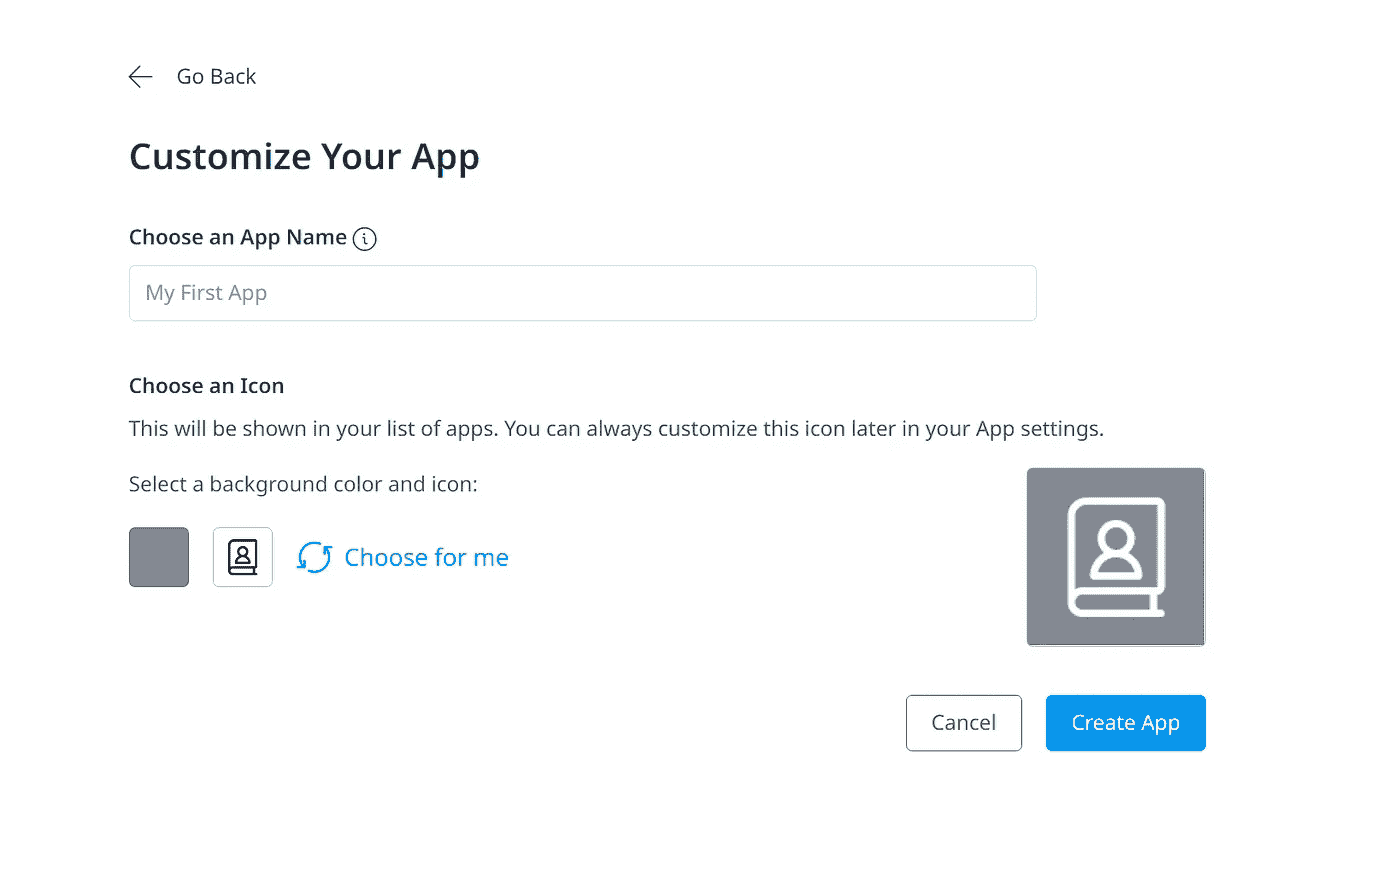 Go Back
Customize Your App
Choose an App Name
My First App
Choose an Icon
This will be shown in your list of apps. You can always customize this icon later in your App settings.
Select a background color and icon:
Choose for me
Cancel
Create App